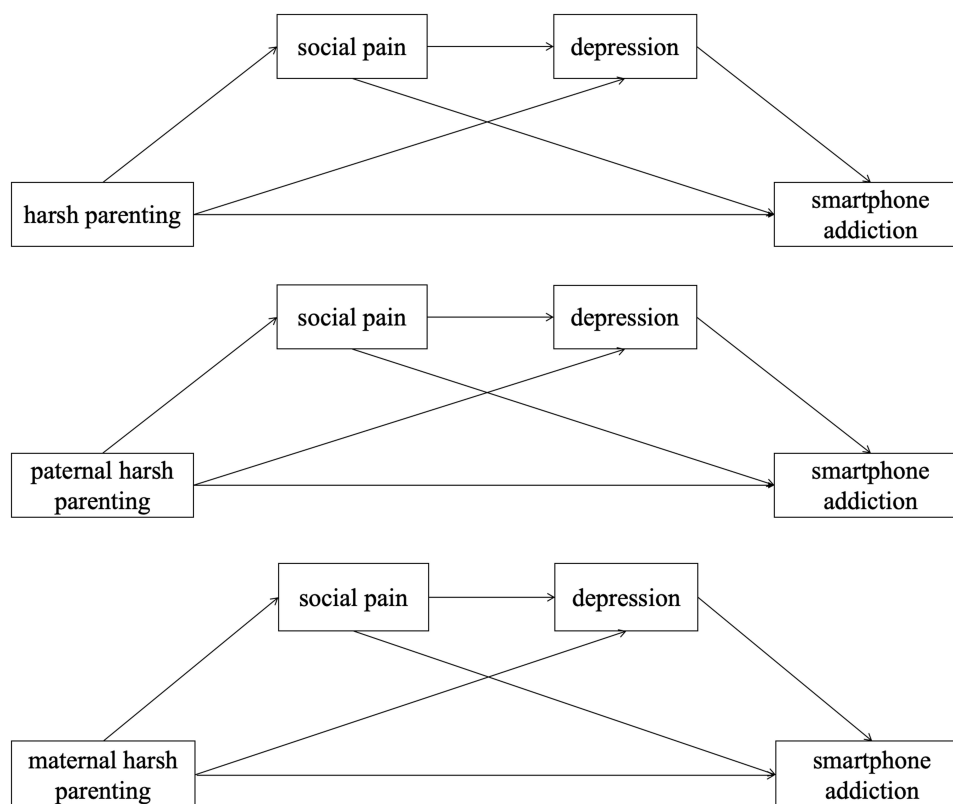 social pain
depression
harsh parenting
smartphone
addiction
social pain
depression
paternal harsh
parenting
smartphone
addiction
social pain
depression
maternal harsh
parenting
smartphone
addiction